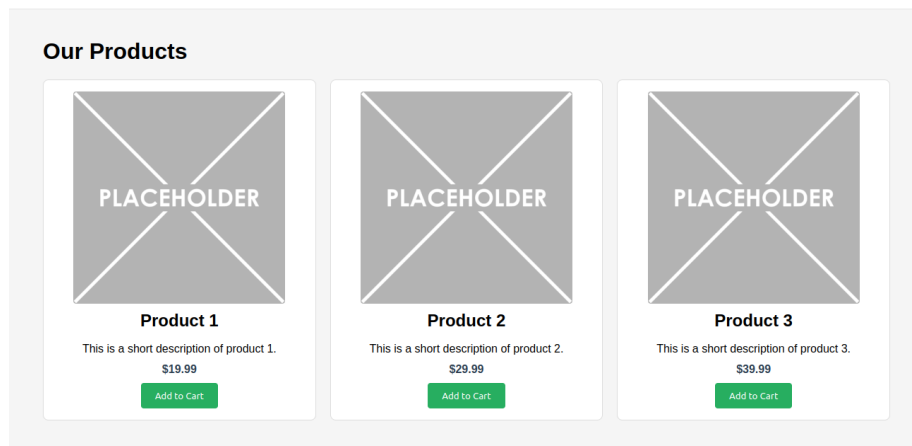 Our Products
PLACEHOLDER
Product 1
This is a short description of product 1.
$19.99
Add to Cart
PLACEHOLDER
Product 2
This is a short description of product 2.
$29.99
Add to Cart
PLACEHOLDER
Product 3
This is a short description of product 3.
$39.99
Add to Cart